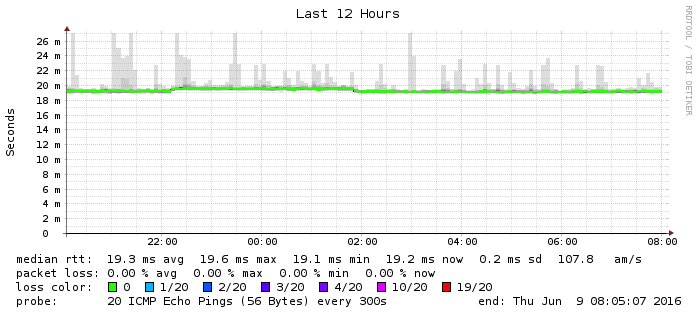 Last 12 Hours
RRDTOOL / TOBI OETIKER
Seconds
26 m
24 m
22 m
20 m
18 m
16 m
14 m
12 m
10 m
8 m
6 m
4 m
2 m
0
22:00 00:00 02:00 04:00 06:00 08:00
median rtt: 19.3 ms avg 19.6 ms max 19.1 ms min 19.2 ms now 0.2 ms sd 107.8 am/s
packet loss: 0.00 % avg 0.00 % max 0.00 % min 0.00 % now
loss color: 0 1/20 2/20 3/20 4/20 10/20 19/20
probe: 20 ICMP Echo Pings (56 Bytes) every 300s end: Thu Jun 9 08:05:07 2016